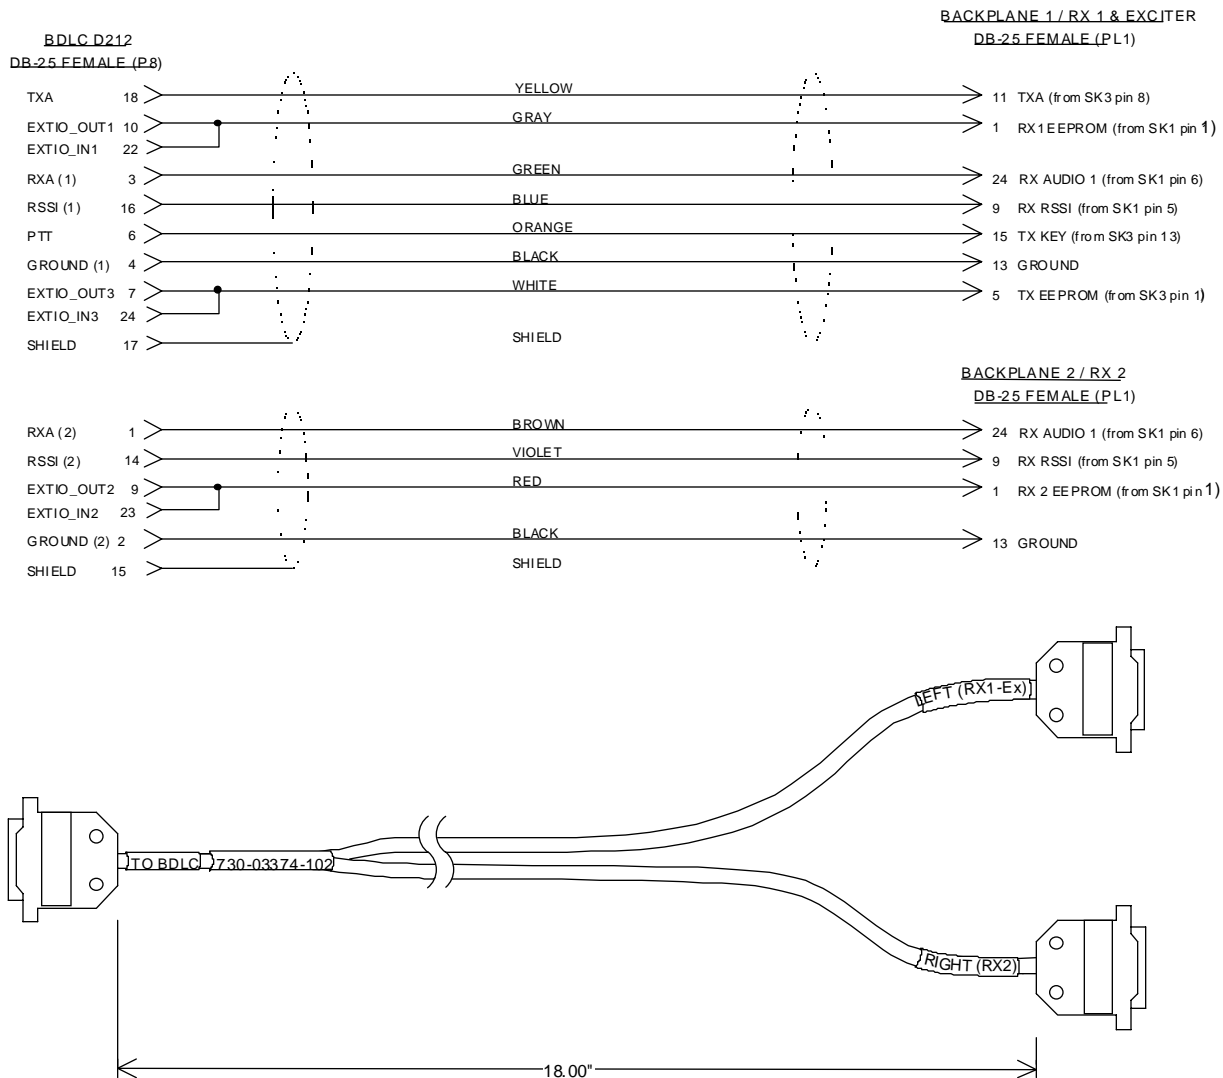 BACKPLANE 1 / RX 1 & EXCITER
BDLC D212
DB-25 FEMALE (PL1)
DB-25 FEMALE (P8)
TXA 18 YELLOW 11 TXA (from SK3 pin 8)
EXTIO_OUT1 10 GRAY 1 RX1 EEPROM (from SK1 pin 1)
EXTIO_IN1 22
RXA (1) 3 GREEN 24 RX AUDIO 1 (from SK1 pin 6)
RSSI (1) 16 BLUE 9 RX RSSI (from SK1 pin 5)
PTT 6 ORANGE 15 TX KEY (from SK3 pin 13)
GROUND (1) 4 BLACK 13 GROUND
EXTIO_OUT3 7 WHITE 5 TX EEPROM (from SK3 pin 1)
EXTIO_IN3 24
SHIELD 17 SHIELD
BACKPLANE 2 / RX 2
DB-25 FEMALE (PL1)
RXA (2) 1 BROWN 24 RX AUDIO 1 (from SK1 pin 6)
RSSI (2) 14 VIOLET 9 RX RSSI (from SK1 pin 5)
EXTIO_OUT2 9 RED 1 RX 2 EEPROM (from SK1 pin 1)
EXTIO_IN2 23
GROUND (2) 2 BLACK 13 GROUND
SHIELD 15 SHIELD
LEFT (RX1-Ex)
TO BDLC 730-03374-102
RIGHT (RX2)
18.00"